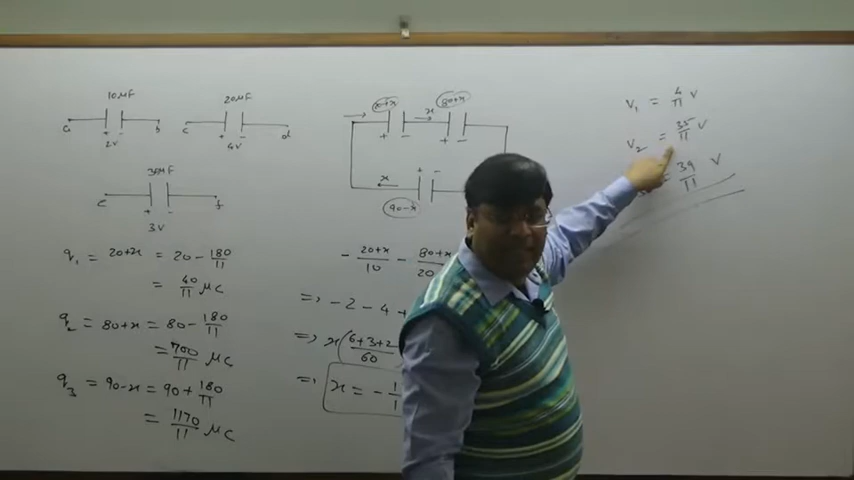 10μF
20μF
a
b
c
d
+ -
2V
+ -
4V
30μF
e
f
+ -
3V
20+x
80+x
x
+ -
+ -
+ -
x
90-x
V₁ = 4/11 V
V₂ = 35/11 V
= 39/11 V
q₁ = 20+x = 20 - 180/11
= 40/11 μC
q₂ = 80+x = 80 - 180/11
= 700/11 μC
q₃ = 90-x = 90 + 180/11
= 1170/11 μC
- 20+x/10 - 80+x/20
=> -2-4+
=> x(6+3+2/60
=> x = -1